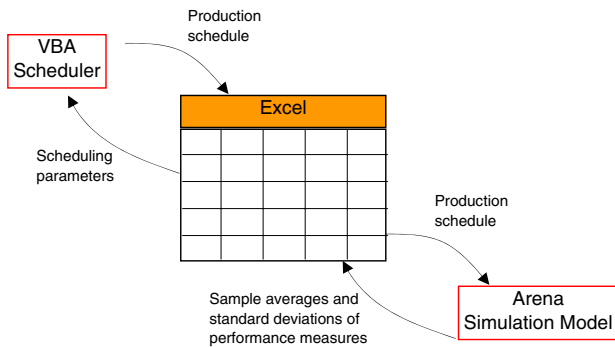 Production
schedule
VBA
Scheduler
Excel
Scheduling
parameters
Production
schedule
Sample averages and
standard deviations of
performance measures
Arena
Simulation Model